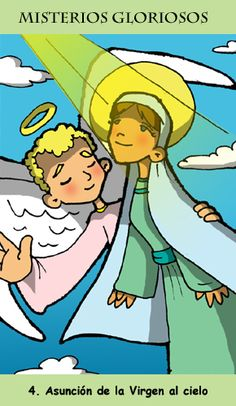 MISTERIOS GLORIOSOS
4. Asunción de la Virgen al cielo